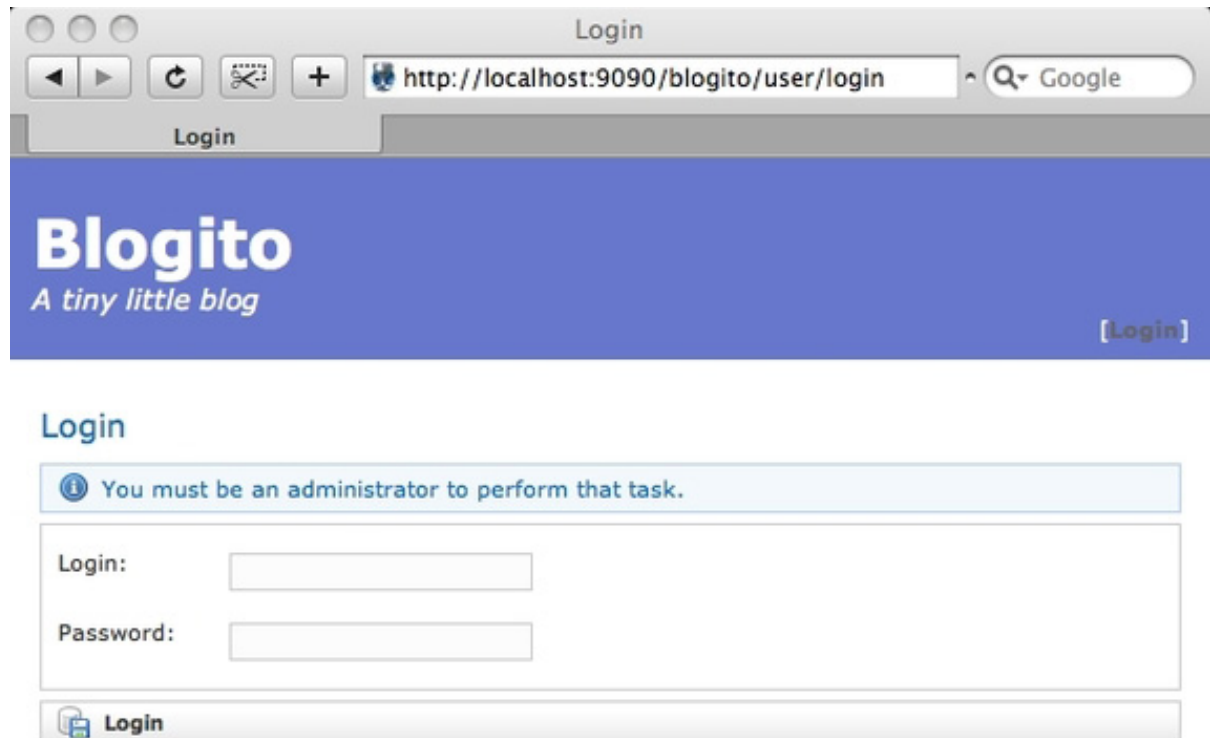 Login
http://localhost:9090/blogito/user/login
Google
Login
Blogito
A tiny little blog
[Login]
Login
You must be an administrator to perform that task.
Login:
Password:
Login